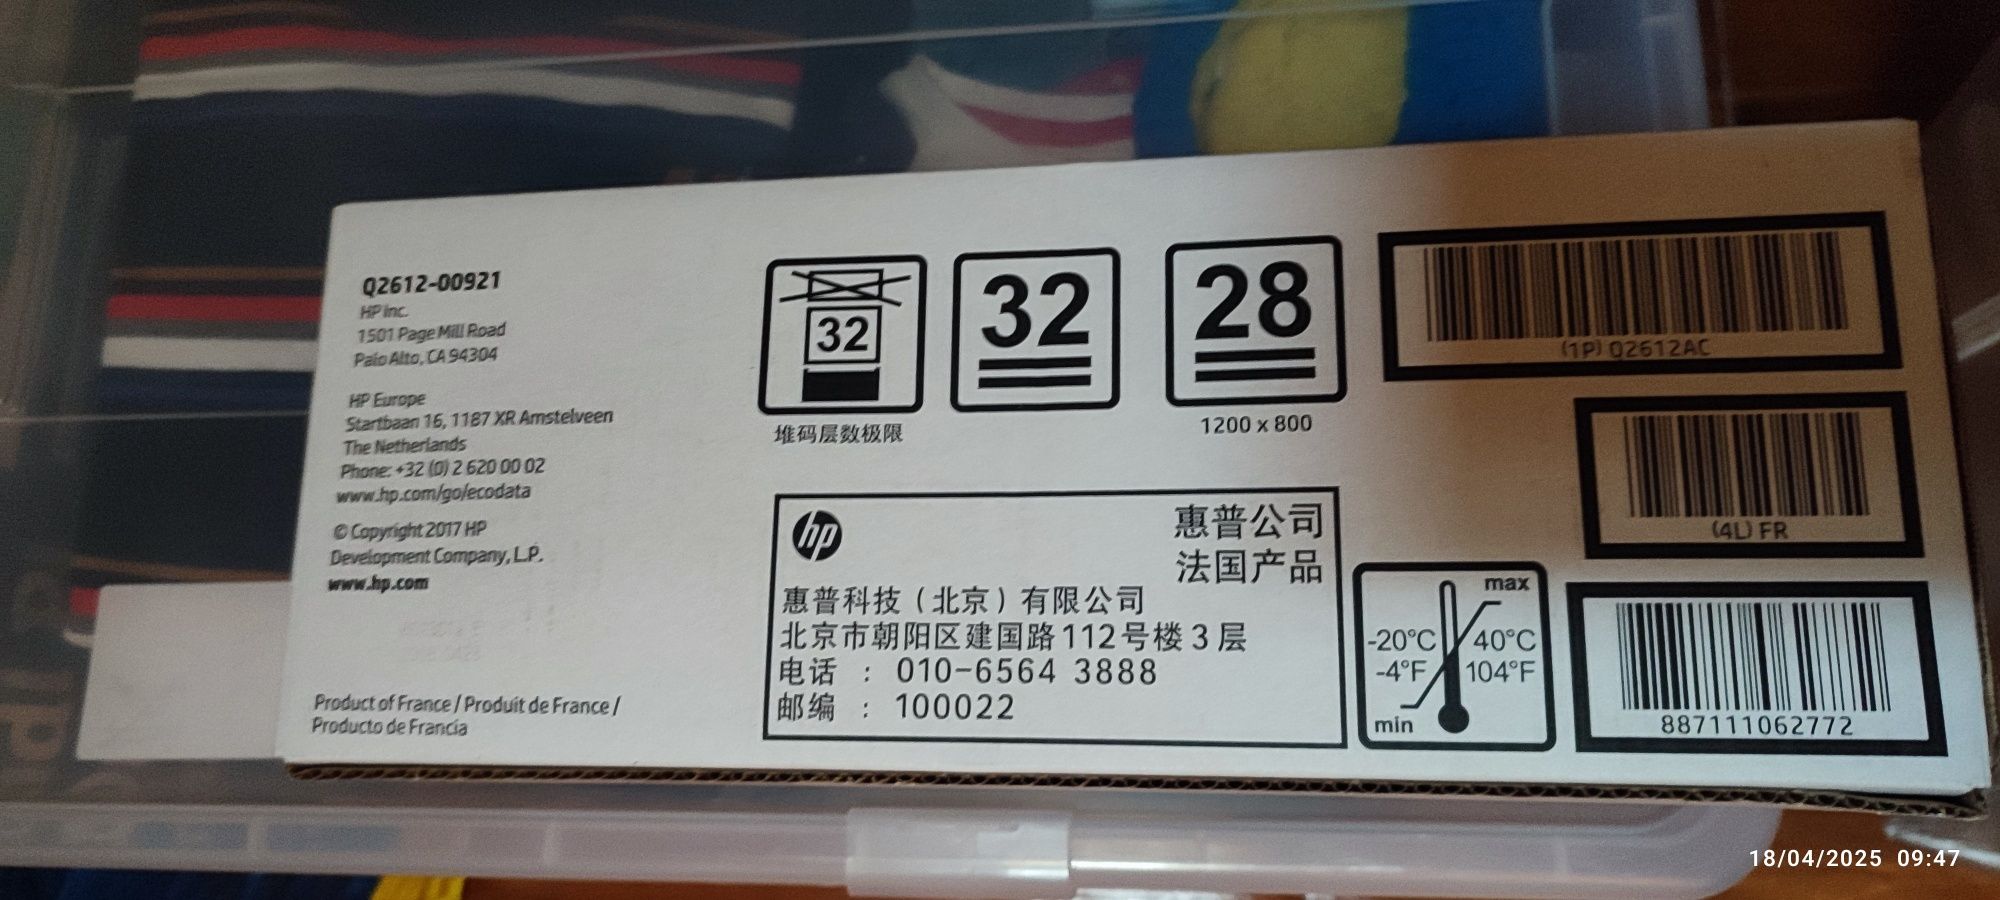 Q2612-00921
HP Inc.
1501 Page Mill Road
Palo Alto, CA 94304
HP Europe
Startbaan 16, 1187 XR Amstelveen
The Netherlands
Phone: +32 (0) 2 620 00 02
www.hp.com/go/ecodata
© Copyright 2017 HP
Development Company, L.P.
www.hp.com
Product of France / Produit de France /
Producto de Francia
32
堆码层数极限
32
28
1200 x 800
hp
惠普公司
法国产品
惠普科技（北京）有限公司
北京市朝阳区建国路112号楼3层
电话 : 010-6564 3888
邮编 : 100022
max
-20°C 40°C
-4°F 104°F
min
(1P) Q2612AC
(4L) FR
887111062772
18/04/2025 09:47